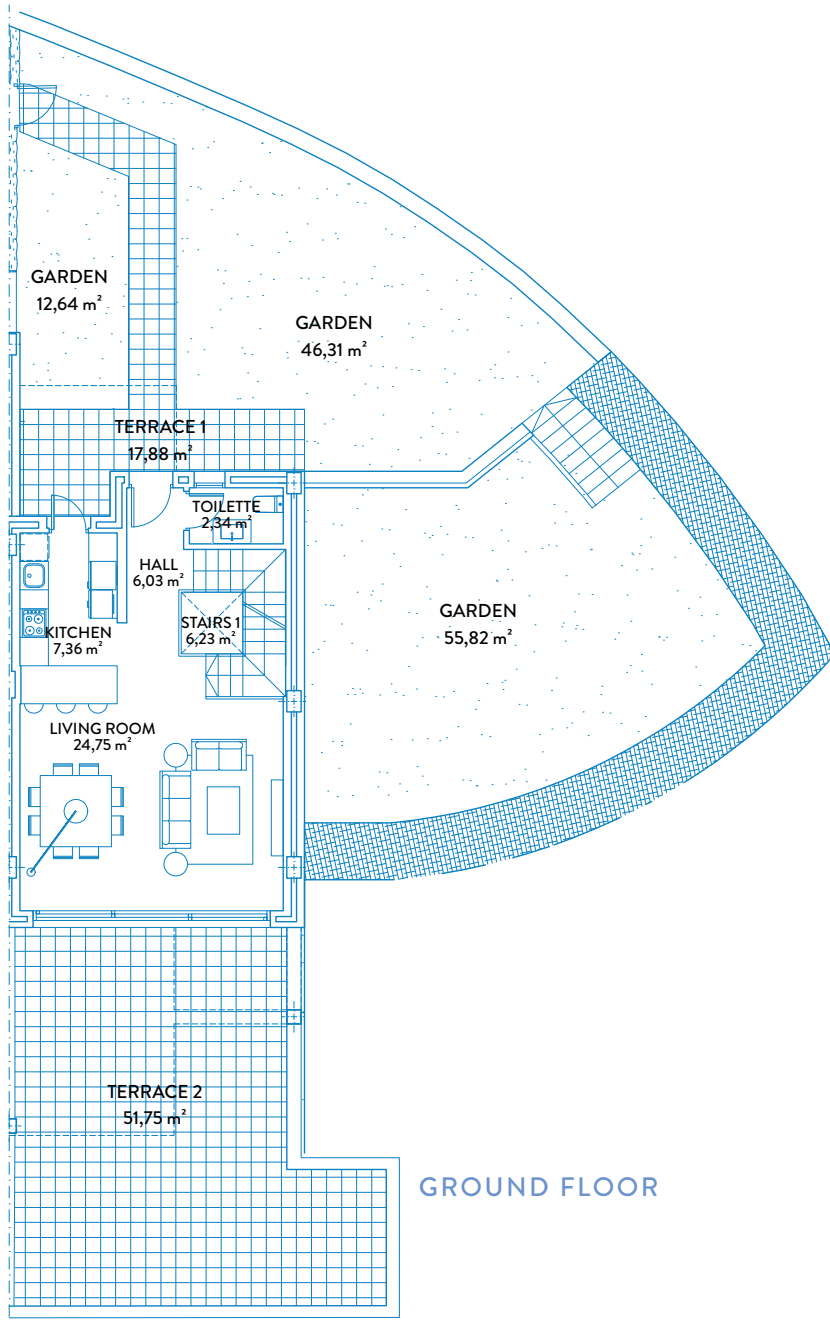 GARDEN
12,64 m²
GARDEN
46,31 m²
TERRACE 1
17,88 m²
TOILETTE
2,34 m²
HALL
6,03 m²
STAIRS 1
6,23 m²
GARDEN
55,82 m²
KITCHEN
7,36 m²
LIVING ROOM
24,75 m²
TERRACE 2
51,75 m²
GROUND FLOOR